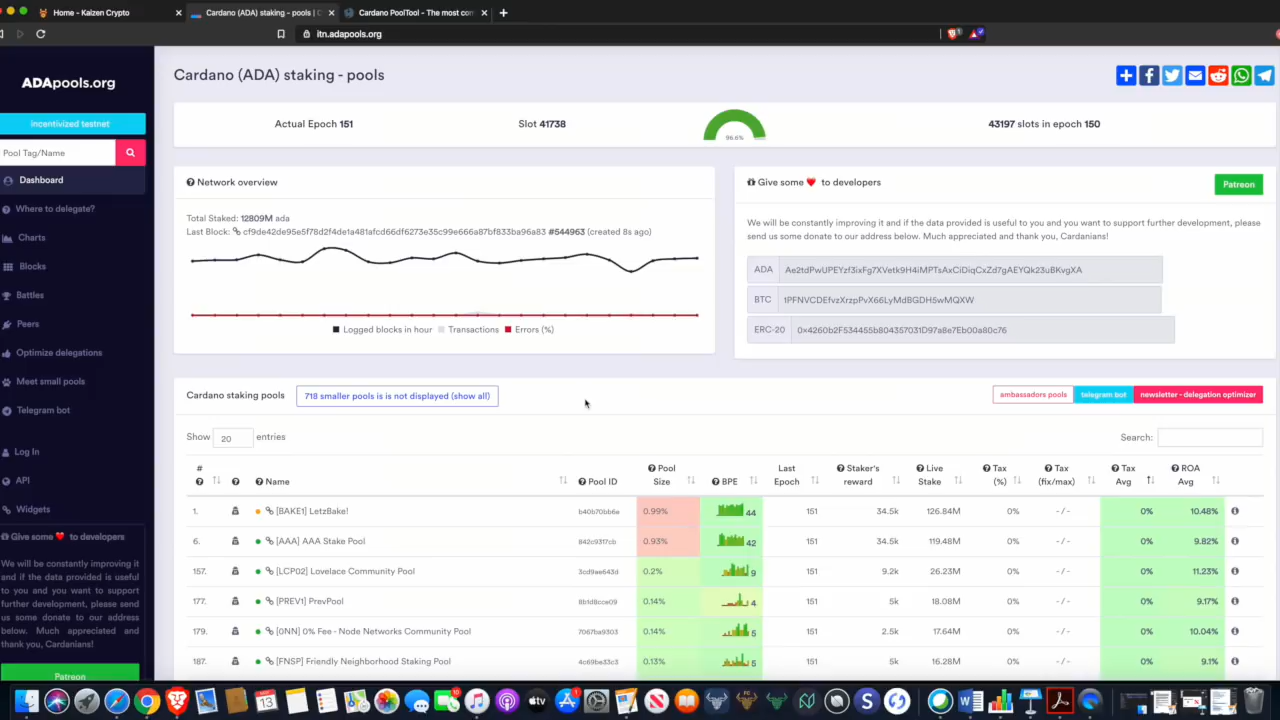 Home - Kaizen Crypto
Cardano (ADA) staking - pools | C
Cardano PoolTool - The most con
itn.adapools.org
ADApools.org
incentivized testnet
Pool Tag/Name
Dashboard
Where to delegate?
Charts
Blocks
Battles
Peers
Optimize delegations
Meet small pools
Telegram bot
Log In
API
Widgets
Give some to developers
We will be constantly improving it
and if the data provided is useful
to you and you want to support
further development, please send
us some donate to our address
below. Much appreciated and
thank you, Cardanians!
Patreon
Cardano (ADA) staking - pools
Actual Epoch 151
Slot 41738
96.6%
43197 slots in epoch 150
Network overview
Total Staked: 12809M ada
Last Block: cf9de42de95e5f78d2f4de1a481afcd66df6273e35c99e666a87bf833ba96a83 #544963 (created 8s ago)
Logged blocks in hour Transactions Errors (%)
Give some to developers
Patreon
We will be constantly improving it and if the data provided is useful to you and you want to support further development, please
send us some donate to our address below. Much appreciated and thank you, Cardanians!
ADA Ae2tdPwUPEYzf3ixFg7XVetk9H4iMPTsAxCiDiqCxZd7gAEYQk23uBKvgXA
BTC 1PFNVCDEfvzXrzpPvX66LyMdBGDH5wMQXW
ERC-20 0x4260b2F534455b804357031D97a8e7Eb00a80c76
Cardano staking pools
718 smaller pools is is not displayed (show all)
ambassadors pools
telegram bot
newsletter - delegation optimizer
Show 20 entries
Search:
# Name Pool ID Pool Size BPE Last Epoch Staker's reward Live Stake Tax (%) Tax (fix/max) Tax Avg ROA Avg
1. [BAKE1] LetzBake! b40b70bb6e 0.99% 44 151 34.5k 126.84M 0% -/- 0% 10.48%
6. [AAA] AAA Stake Pool 842c9317cb 0.93% 42 151 34.5k 119.48M 0% -/- 0% 9.82%
157. [LCP02] Lovelace Community Pool 3cd9ae643d 0.2% 9 151 9.2k 26.23M 0% -/- 0% 11.23%
177. [PREV1] PrevPool 8b1d8cce09 0.14% 4 151 5k 18.08M 0% -/- 0% 9.17%
179. [0NN] 0% Fee - Node Networks Community Pool 7067ba9303 0.14% 5 151 2.5k 17.64M 0% -/- 0% 10.04%
187. [FNSP] Friendly Neighborhood Staking Pool 4c69be33c3 0.13% 5 151 5k 16.28M 0% -/- 0% 9.1%